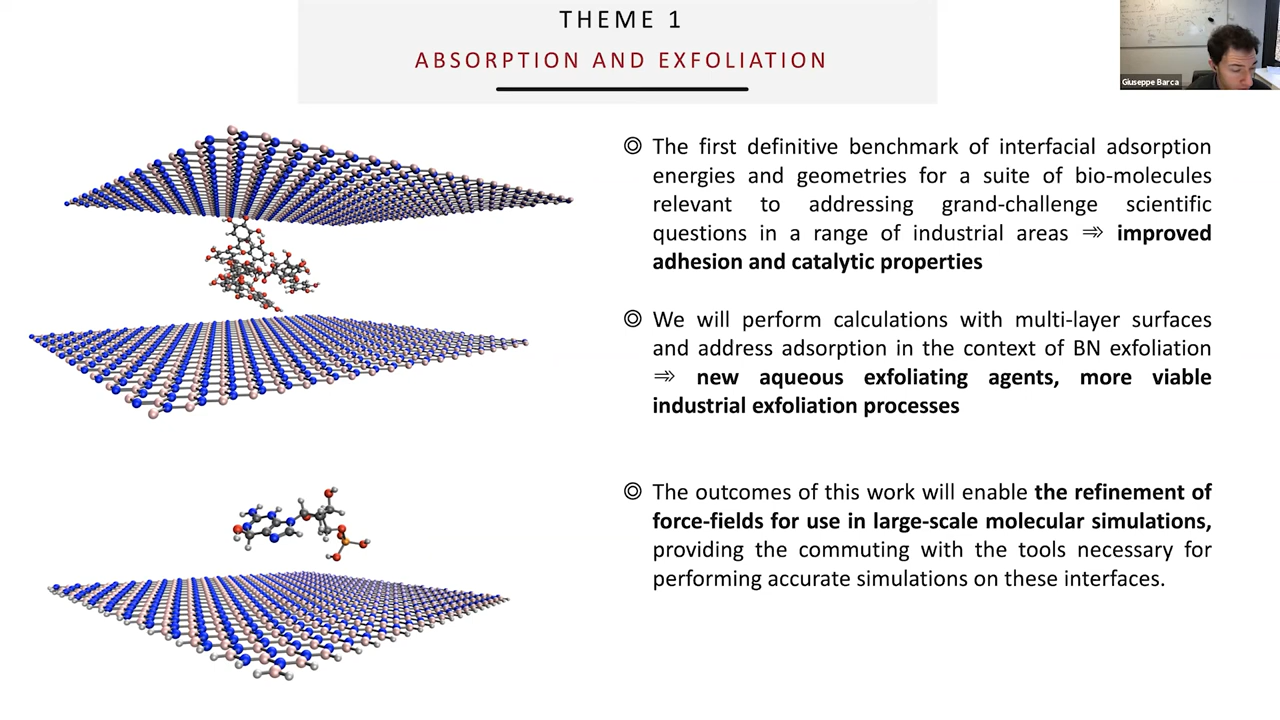 THEME 1
ABSORPTION AND EXFOLIATION
Giuseppe Barca
◎ The first definitive benchmark of interfacial adsorption
energies and geometries for a suite of bio-molecules
relevant to addressing grand-challenge scientific
questions in a range of industrial areas ⇒ improved
adhesion and catalytic properties
◎ We will perform calculations with multi-layer surfaces
and address adsorption in the context of BN exfoliation
⇒ new aqueous exfoliating agents, more viable
industrial exfoliation processes
◎ The outcomes of this work will enable the refinement of
force-fields for use in large-scale molecular simulations,
providing the commuting with the tools necessary for
performing accurate simulations on these interfaces.